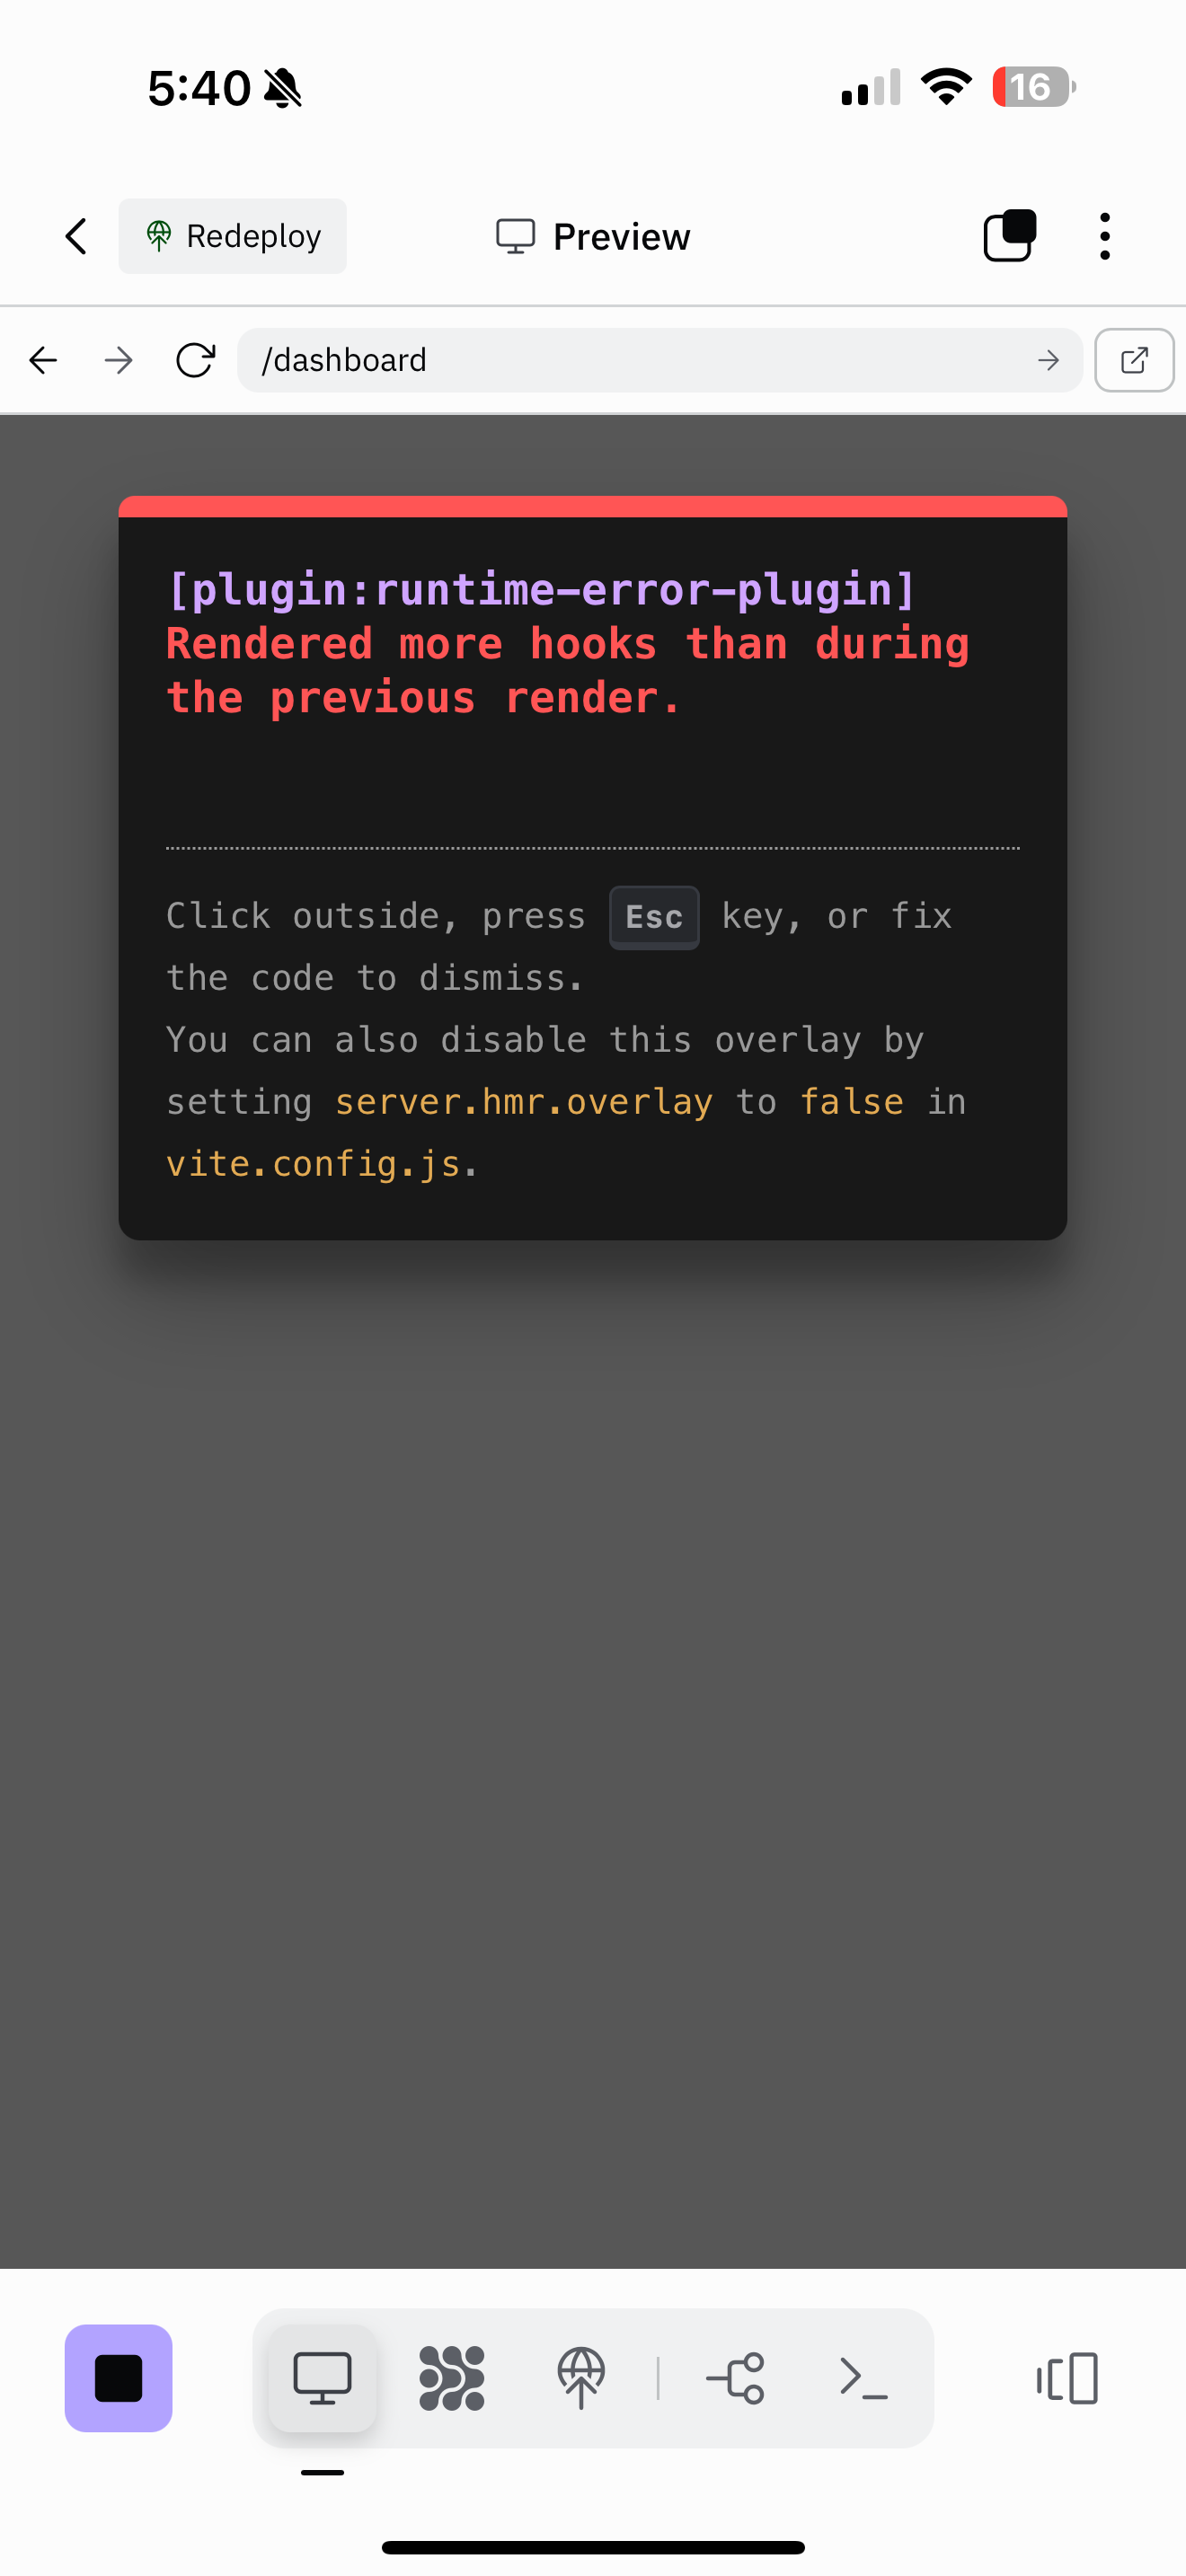 5:40
16
Redeploy
Preview
/dashboard
[plugin:runtime-error-plugin]
Rendered more hooks than during
the previous render.
Click outside, press Esc key, or fix
the code to dismiss.
You can also disable this overlay by
setting server.hmr.overlay to false in
vite.config.js.